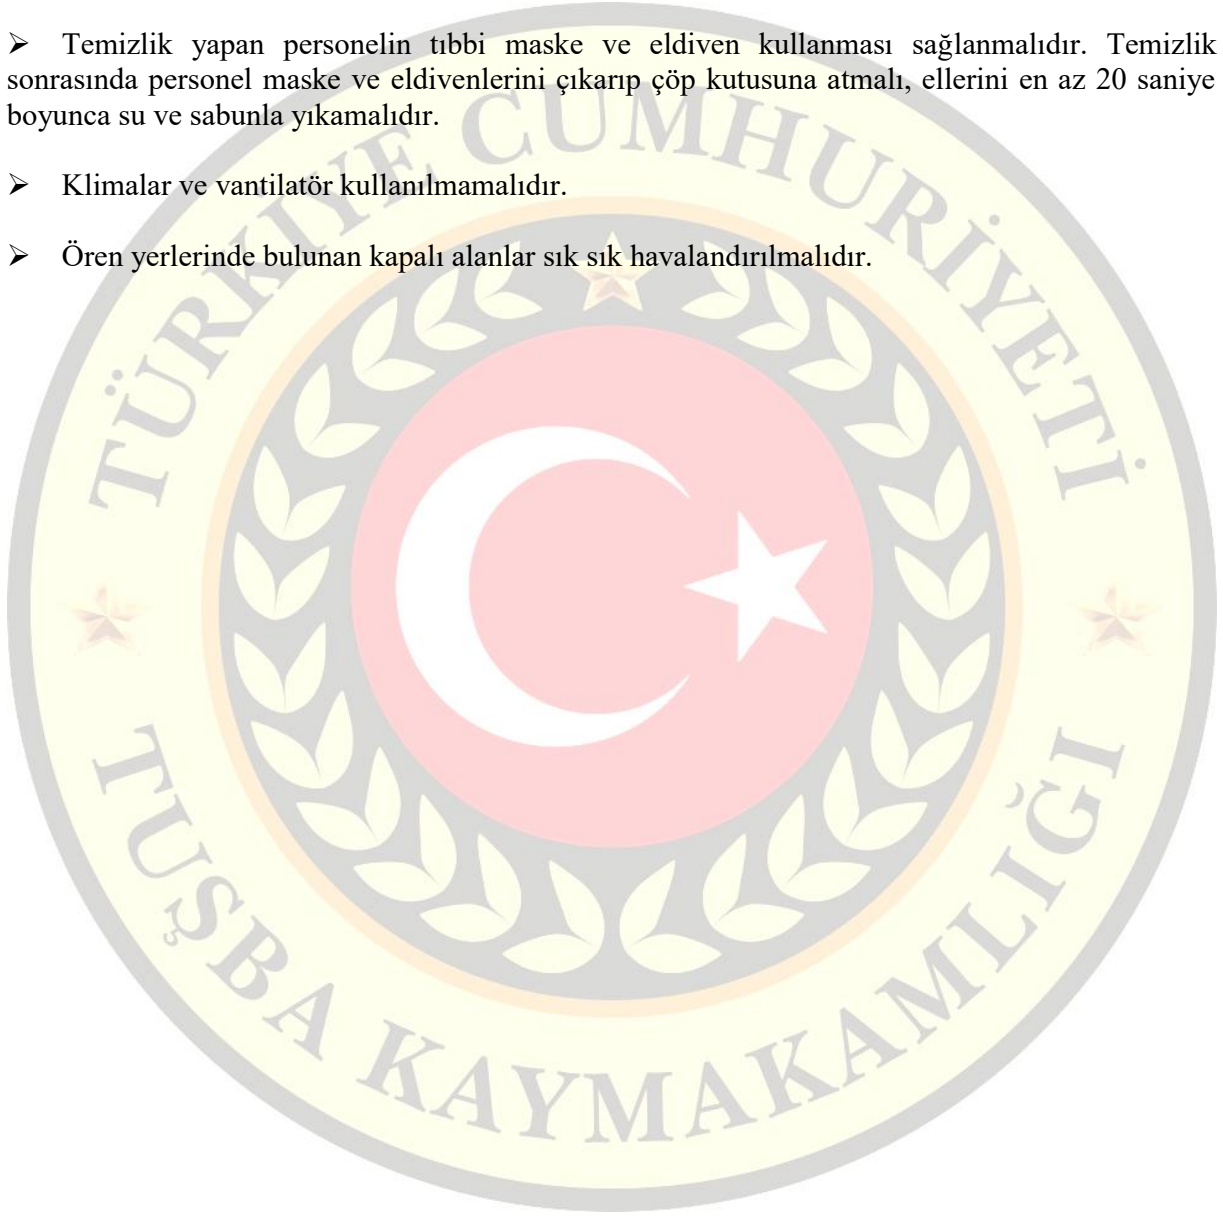 ➢ Temizlik yapan personelin tıbbi maske ve eldiven kullanması sağlanmalıdır. Temizlik
sonrasında personel maske ve eldivenlerini çıkarıp çöp kutusuna atmalı, ellerini en az 20 saniye
boyunca su ve sabunla yıkamalıdır.
➢ Klimalar ve vantilatör kullanılmamalıdır.
➢ Ören yerlerinde bulunan kapalı alanlar sık sık havalandırılmalıdır.
TÜRKİYE CUMHURİYETİ
TUŞBA KAYMAKAMLIĞI